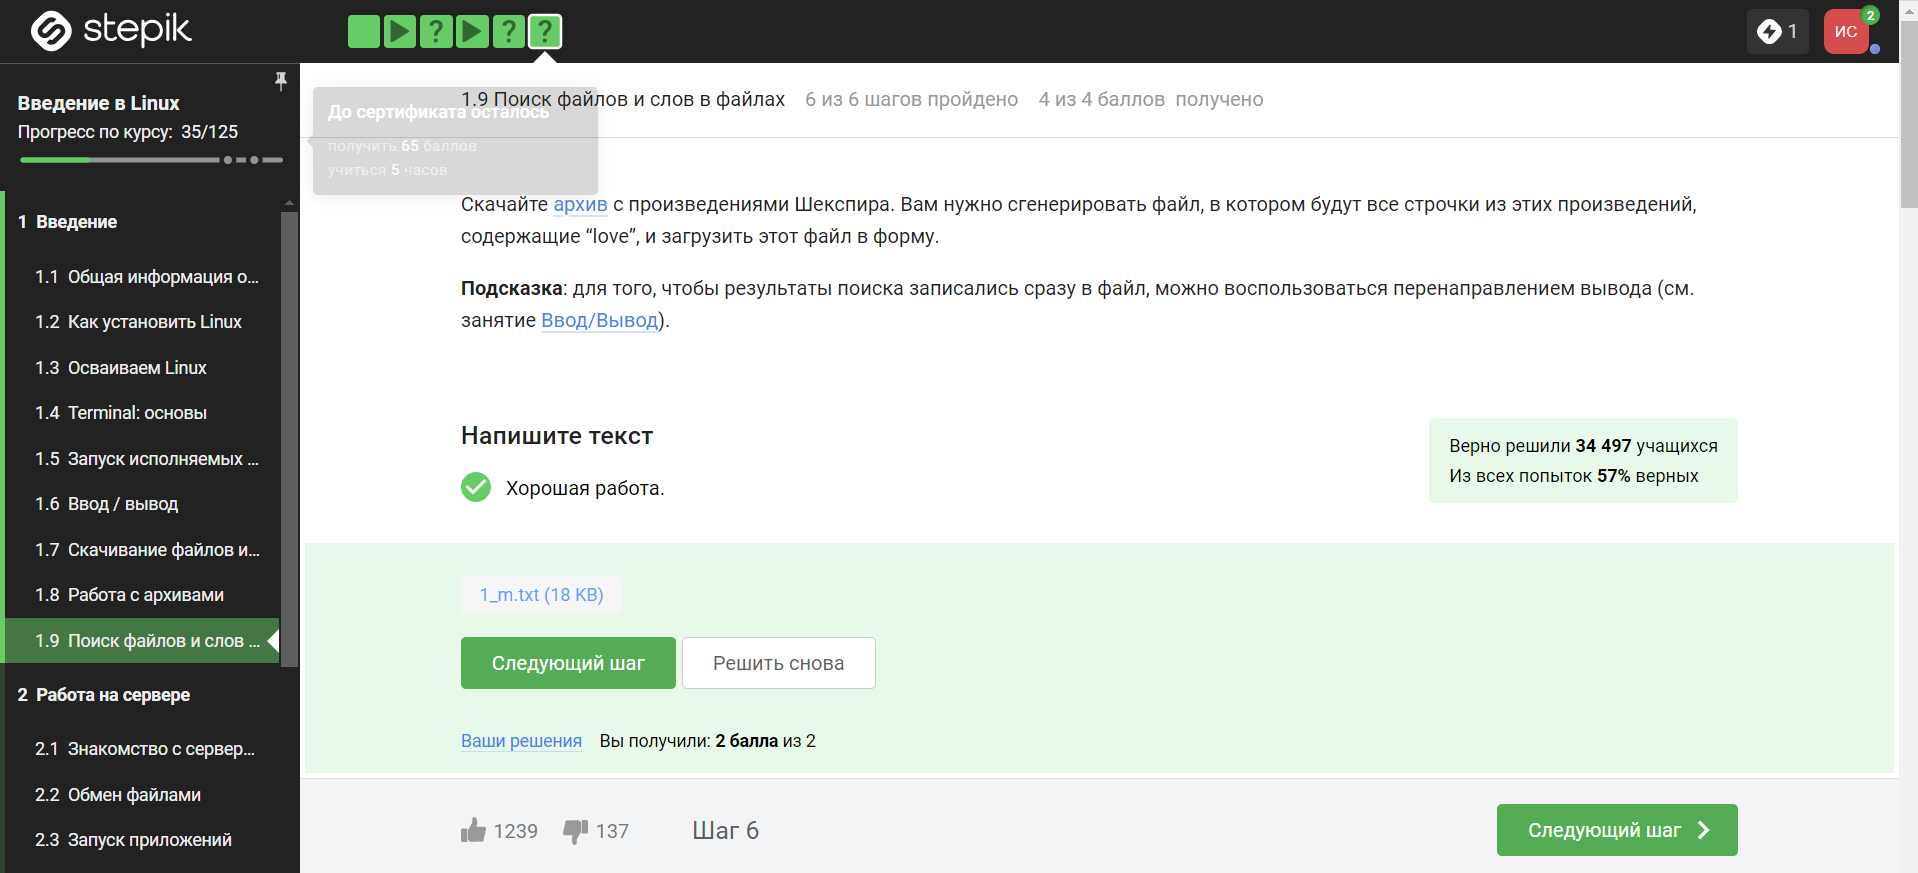 stepik
1
ИС
2
Введение в Linux
Прогресс по курсу: 35/125
До сертификата осталось
получить 65 баллов
учиться 5 часов
1 Введение
1.1 Общая информация о...
1.2 Как установить Linux
1.3 Осваиваем Linux
1.4 Terminal: основы
1.5 Запуск исполняемых ...
1.6 Ввод / вывод
1.7 Скачивание файлов и...
1.8 Работа с архивами
1.9 Поиск файлов и слов ...
2 Работа на сервере
2.1 Знакомство с сервер...
2.2 Обмен файлами
2.3 Запуск приложений
1.9 Поиск файлов и слов в файлах 6 из 6 шагов пройдено 4 из 4 баллов получено
Скачайте архив с произведениями Шекспира. Вам нужно сгенерировать файл, в котором будут все строчки из этих произведений,
содержащие “love”, и загрузить этот файл в форму.
Подсказка: для того, чтобы результаты поиска записались сразу в файл, можно воспользоваться перенаправлением вывода (см.
занятие Ввод/Вывод).
Напишите текст
Хорошая работа.
Верно решили 34 497 учащихся
Из всех попыток 57% верных
1_m.txt (18 KB)
Следующий шаг Решить снова
Ваши решения Вы получили: 2 балла из 2
1239 137 Шаг 6 Следующий шаг